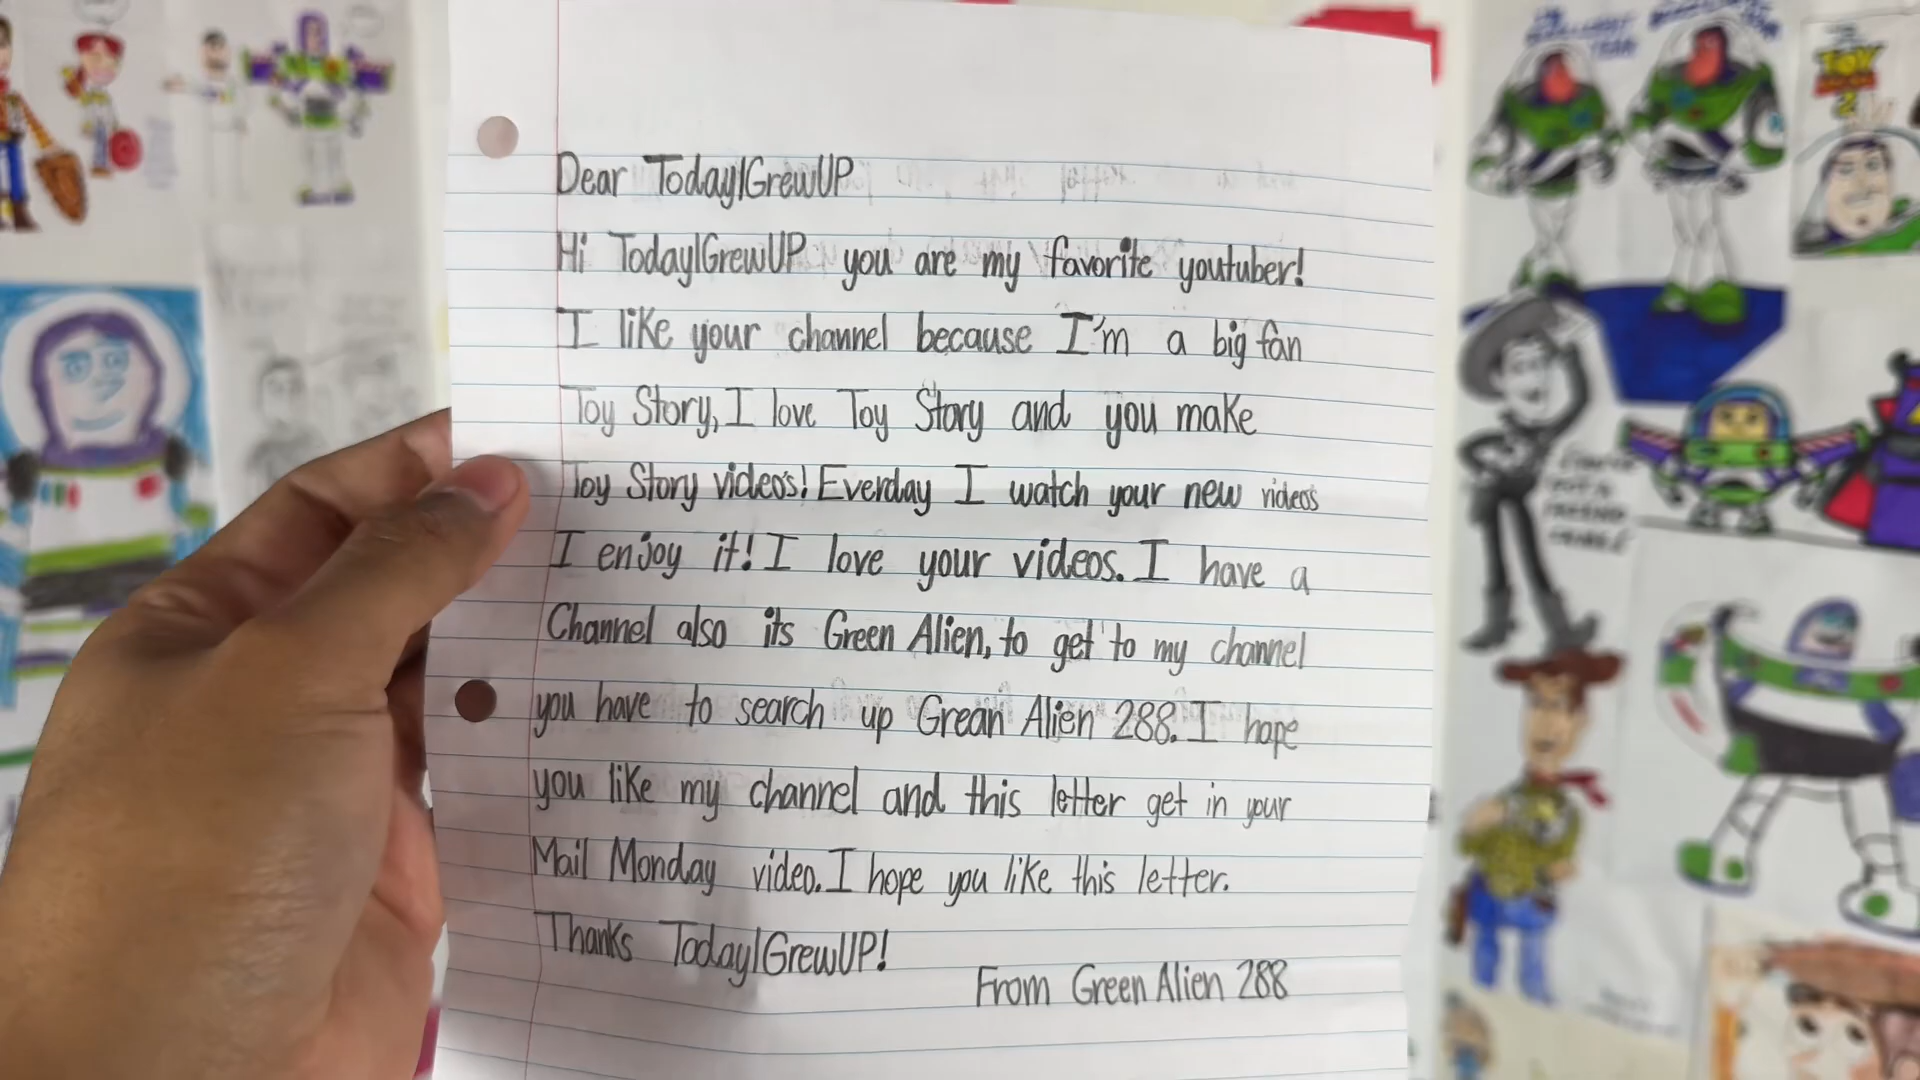 Dear TodayIGrewUP
Hi TodayIGrewUP you are my favorite youtuber!
I like your channel because I'm a big fan
Toy Story, I love Toy Story and you make
Toy Story videos! Everday I watch your new videos
I enjoy it! I love your videos. I have a
Channel also its Green Alien, to get to my channel
you have to search up Grean Alien 288. I hope
you like my channel and this letter get in your
Mail Monday video. I hope you like this letter.
Thanks TodayIGrewUP!
From Green Alien 288
TOY
2